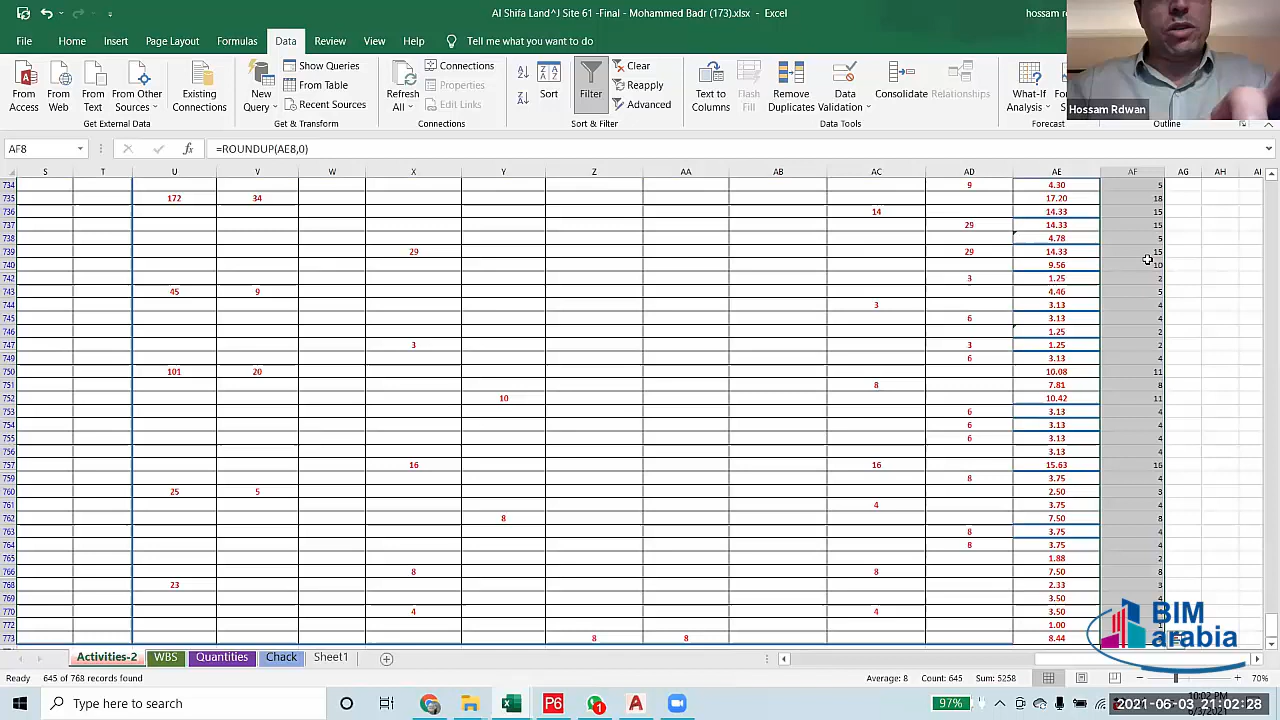 Al Shifa Land^J Site 61 -Final - Mohammed Badr (173).xlsx - Excel
hossam r
File Home Insert Page Layout Formulas Data Review View Help Tell me what you want to do
Show Queries Connections Clear
From Table Properties Reapply
Recent Sources Edit Links Advanced
From Access From Web From Text From Other Sources Existing Connections New Query Refresh All Sort Filter Text to Columns Flash Fill Remove Duplicates Data Validation Consolidate Relationships What-If Analysis
Hossam Rdwan
Get External Data Get & Transform Connections Sort & Filter Data Tools Forecast Outline
AF8 =ROUNDUP(AE8,0)
S T U V W X Y Z AA AB AC AD AE AF AG AH AI
734 9 4.30 5
735 172 34 17.20 18
736 14 14.33 15
737 29 14.33 15
738 4.78 5
739 29 29 14.33 15
740 9.56 10
742 3 1.25 2
743 45 9 4.46 5
744 3 3.13 4
745 6 3.13 4
746 1.25 2
747 3 3 1.25 2
749 6 3.13 4
750 101 20 10.08 11
751 8 7.81 8
752 10 10.42 11
753 6 3.13 4
754 6 3.13 4
755 6 3.13 4
756 3.13 4
757 16 16 15.63 16
759 8 3.75 4
760 25 5 2.50 3
761 4 3.75 4
762 8 7.50 8
763 8 3.75 4
764 8 3.75 4
765 1.88 2
766 8 8 7.50 8
768 23 2.33 3
769 3.50 4
770 4 4 3.50
772 1.00
773 8 8 8.44
BIM arabia
Activities-2 WBS Quantities Chack Sheet1
Ready 645 of 768 records found Average: 8 Count: 645 Sum: 5258 70%
Type here to search
P6
1
A
97%
10:02 PM
2021-06-03 21:02:28